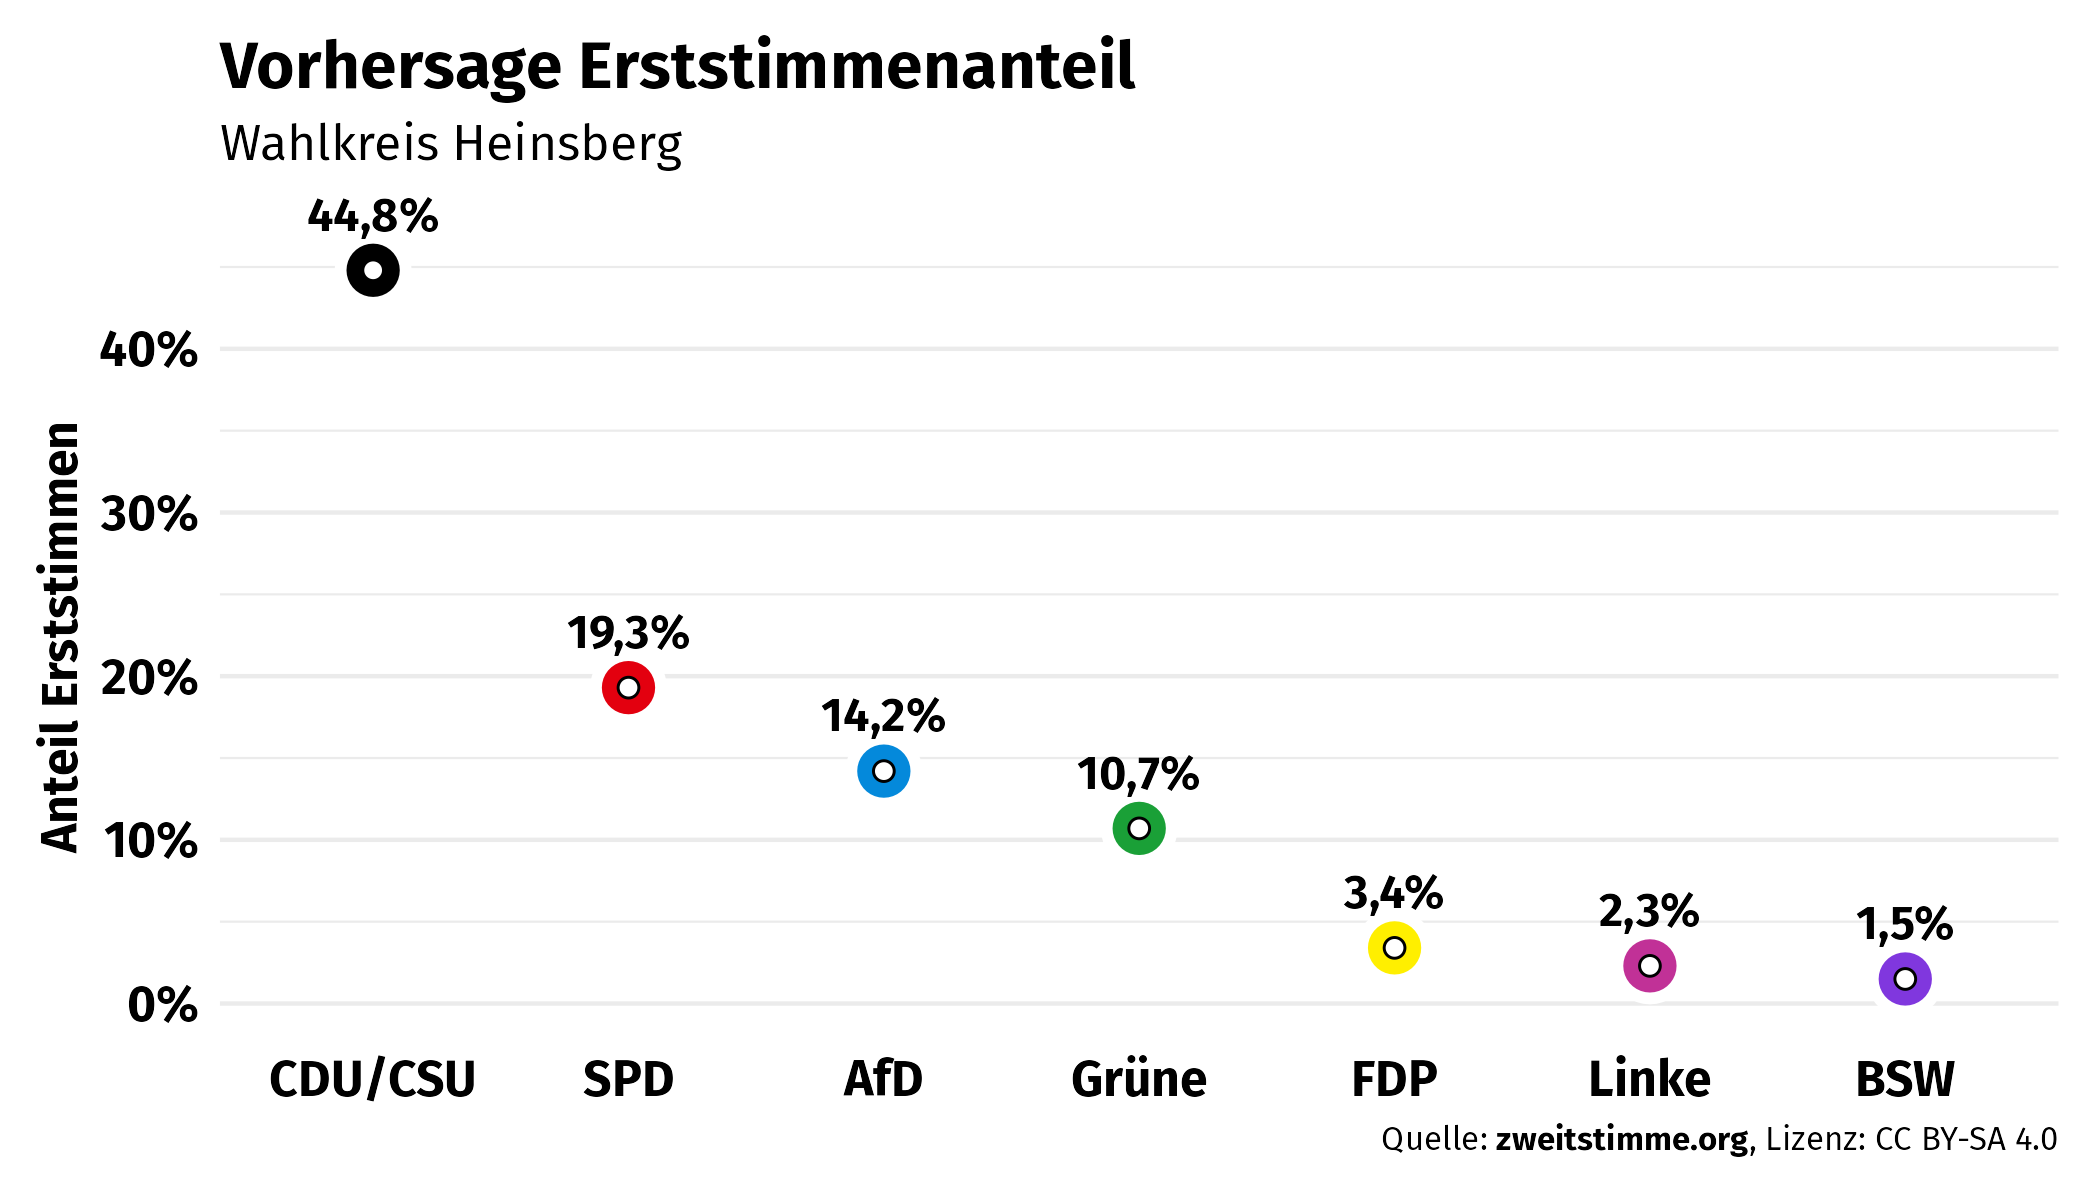 Vorhersage Erststimmenanteil
Wahlkreis Heinsberg
44,8%
40%
30%
19,3%
20%
14,2%
10,7%
10%
3,4%
2,3%
1,5%
0%
Anteil Erststimmen
CDU/CSU SPD AfD Grüne FDP Linke BSW
Quelle: zweitstimme.org, Lizenz: CC BY-SA 4.0